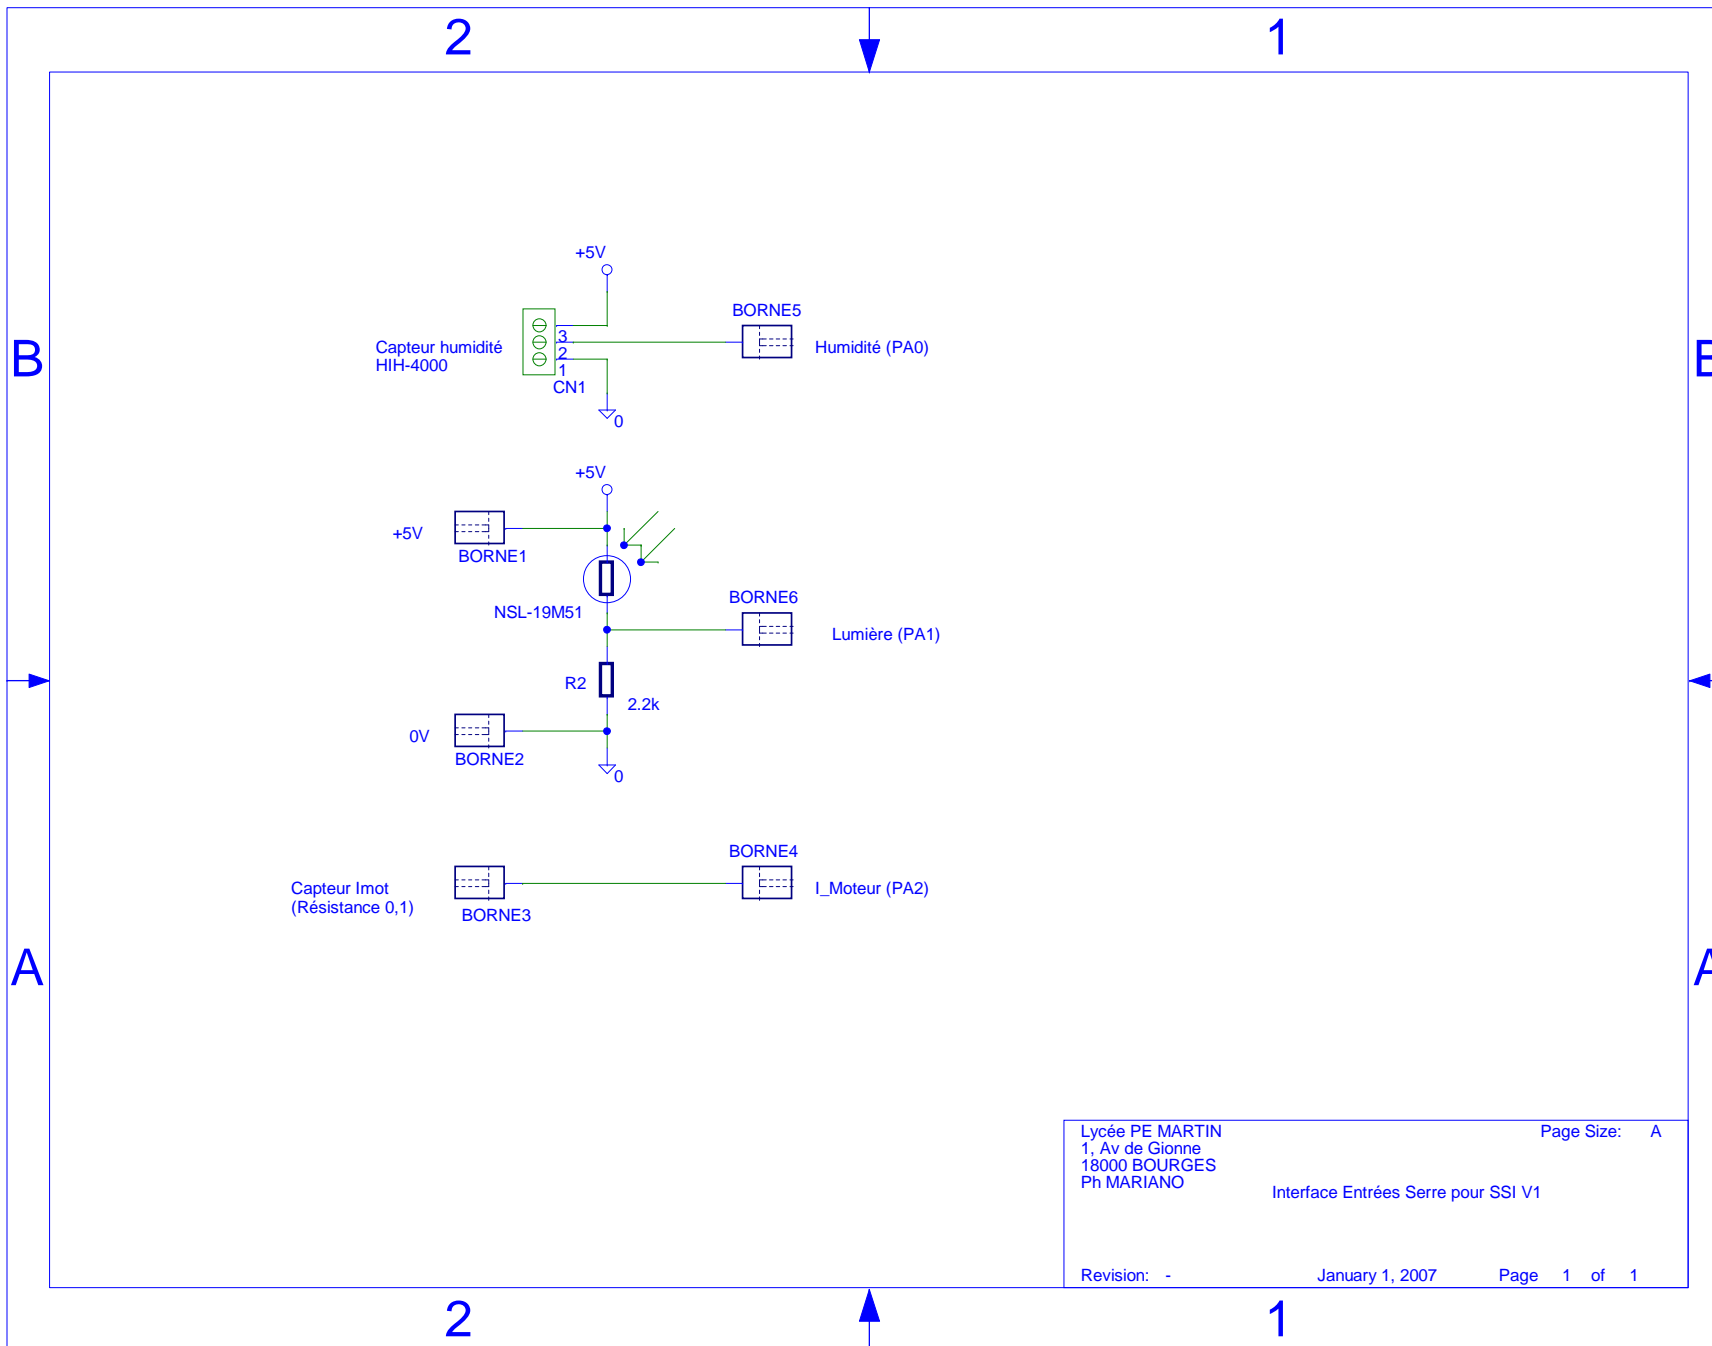 2 1
+5V
BORNE5
Capteur humidité
HIH-4000
3
2
1
CN1
Humidité (PA0)
B B
0
+5V
+5V
BORNE1
NSL-19M51
BORNE6
Lumière (PA1)
R2
2.2k
0V
BORNE2
0
BORNE4
Capteur Imot
(Résistance 0,1)
BORNE3
I_Moteur (PA2)
A A
Lycée PE MARTIN
1, Av de Gionne
18000 BOURGES
Ph MARIANO
Page Size: A
Interface Entrées Serre pour SSI V1
Revision: - January 1, 2007 Page 1 of 1
2 1